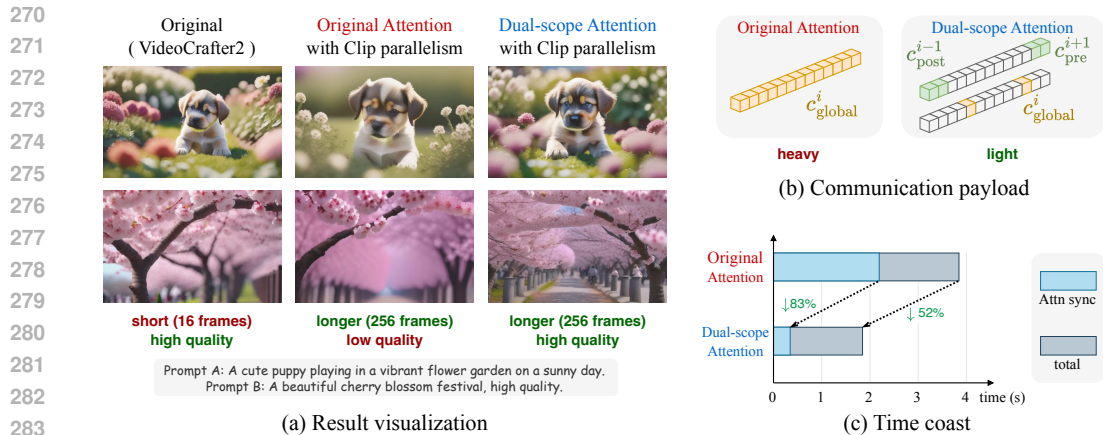 270
271
272
273
274
275
276
277
278
279
280
281
282
283
Original
( VideoCrafter2 )
Original Attention
with Clip parallelism
Dual-scope Attention
with Clip parallelism
short (16 frames)
high quality
longer (256 frames)
low quality
longer (256 frames)
high quality
Prompt A: A cute puppy playing in a vibrant flower garden on a sunny day.
Prompt B: A beautiful cherry blossom festival, high quality.
(a) Result visualization
Original Attention
c^i_global
heavy
Dual-scope Attention
c^{i-1}_post
c^{i+1}_pre
c^i_global
light
(b) Communication payload
Original
Attention
↓83%
↓ 52%
Dual-scope
Attention
0 1 2 3 4 time (s)
Attn sync
total
(c) Time coast